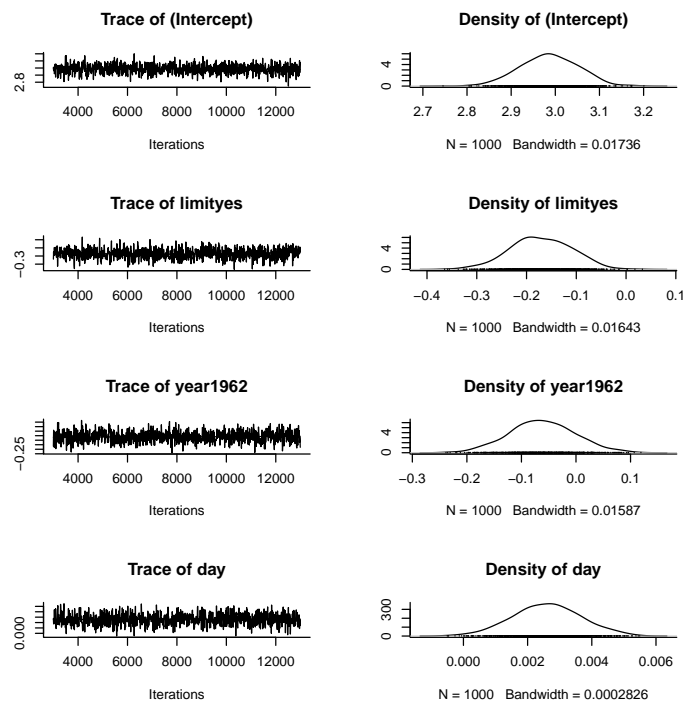 Trace of (Intercept)
2.8
4000 6000 8000 10000 12000
Iterations
Density of (Intercept)
0 4
2.7 2.8 2.9 3.0 3.1 3.2
N = 1000 Bandwidth = 0.01736
Trace of limityes
−0.3
4000 6000 8000 10000 12000
Iterations
Density of limityes
0 4
−0.4 −0.3 −0.2 −0.1 0.0 0.1
N = 1000 Bandwidth = 0.01643
Trace of year1962
−0.25
4000 6000 8000 10000 12000
Iterations
Density of year1962
0 4
−0.3 −0.2 −0.1 0.0 0.1
N = 1000 Bandwidth = 0.01587
Trace of day
0.000
4000 6000 8000 10000 12000
Iterations
Density of day
0 300
0.000 0.002 0.004 0.006
N = 1000 Bandwidth = 0.0002826